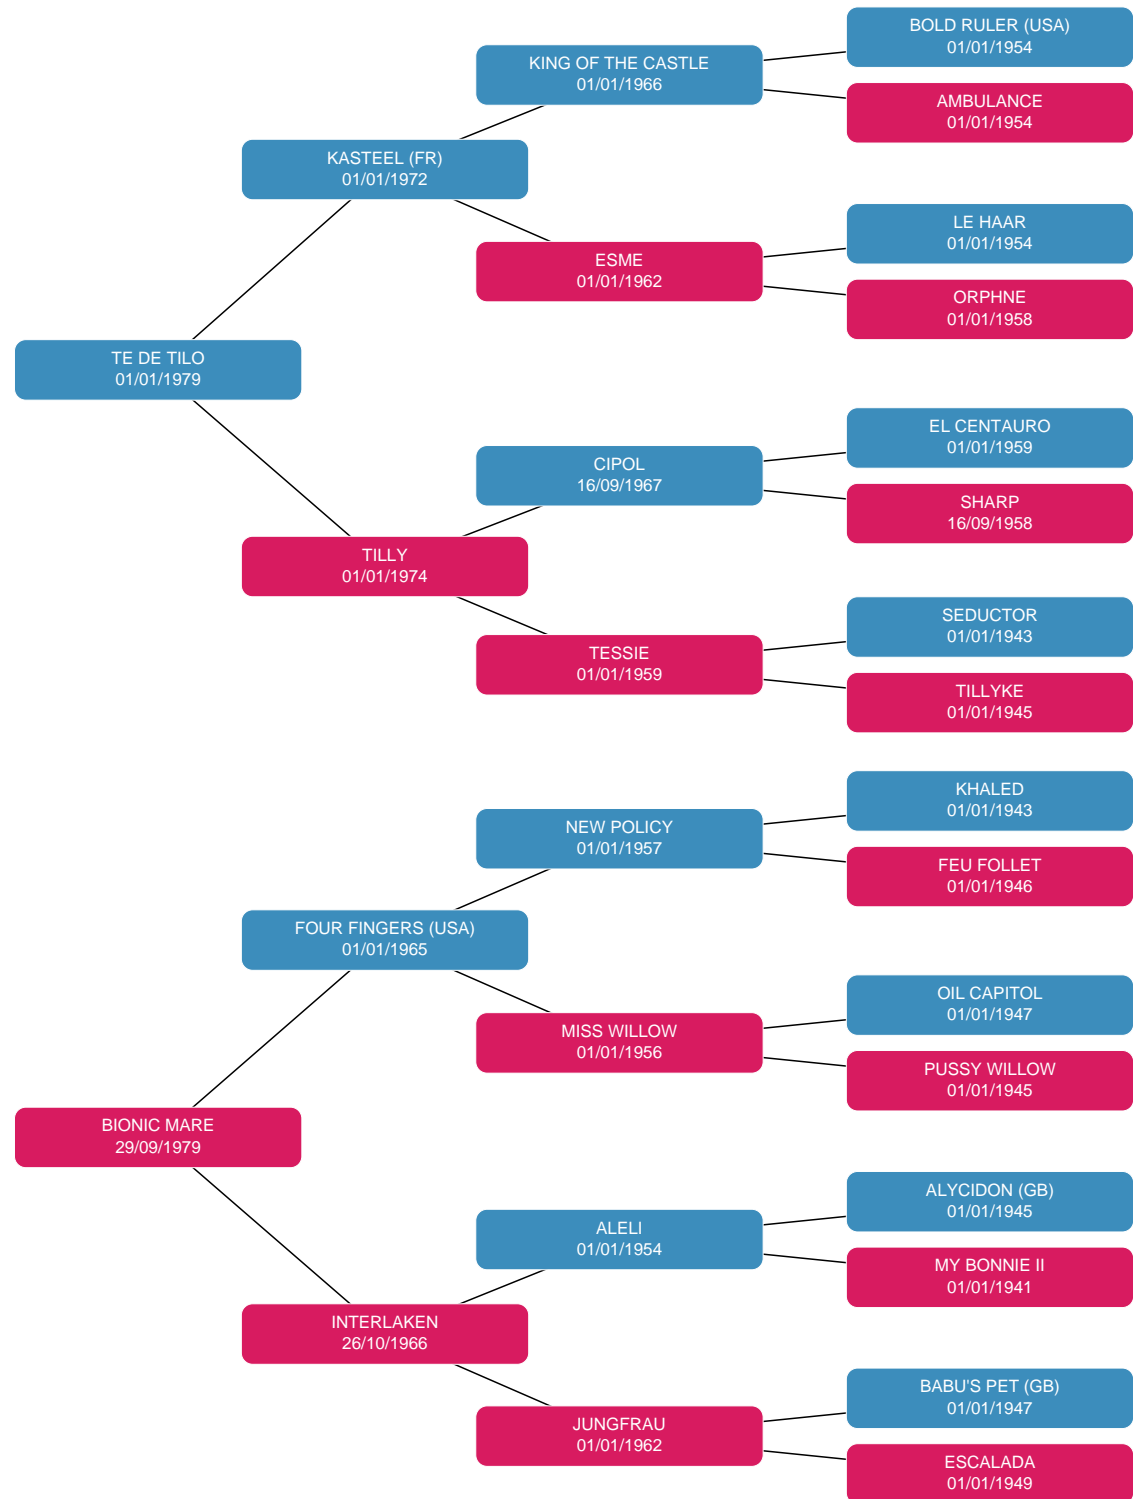 BOLD RULER (USA)
01/01/1954
KING OF THE CASTLE
01/01/1966
AMBULANCE
01/01/1954
KASTEEL (FR)
01/01/1972
LE HAAR
01/01/1954
ESME
01/01/1962
ORPHNE
01/01/1958
TE DE TILO
01/01/1979
EL CENTAURO
01/01/1959
CIPOL
16/09/1967
SHARP
16/09/1958
TILLY
01/01/1974
SEDUCTOR
01/01/1943
TESSIE
01/01/1959
TILLYKE
01/01/1945
KHALED
01/01/1943
NEW POLICY
01/01/1957
FEU FOLLET
01/01/1946
FOUR FINGERS (USA)
01/01/1965
OIL CAPITOL
01/01/1947
MISS WILLOW
01/01/1956
PUSSY WILLOW
01/01/1945
BIONIC MARE
29/09/1979
ALYCIDON (GB)
01/01/1945
ALELI
01/01/1954
MY BONNIE II
01/01/1941
INTERLAKEN
26/10/1966
BABU'S PET (GB)
01/01/1947
JUNGFRAU
01/01/1962
ESCALADA
01/01/1949